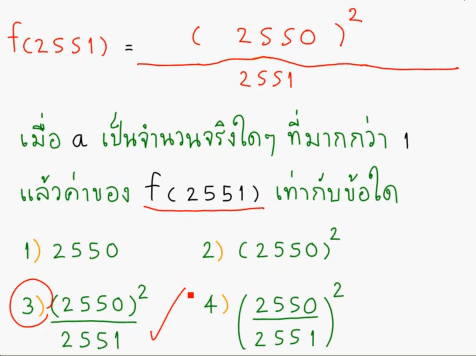 f(2551) = (2550)² / 2551
เมื่อ a เป็นจำนวนจริงใดๆ ที่มากกว่า 1
แล้วค่าของ f(2551) เท่ากับข้อใด
1) 2550 2) (2550)²
3) (2550)² / 2551 4) (2550 / 2551)²